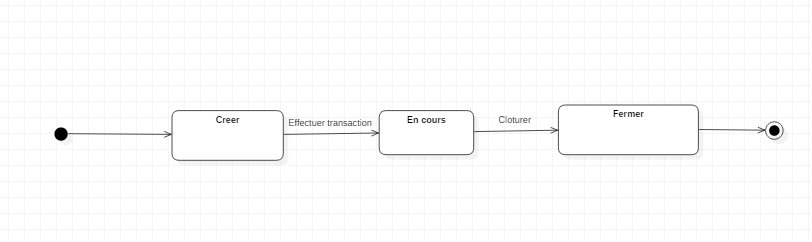 Creer
Effectuer transaction
En cours
Cloturer
Fermer